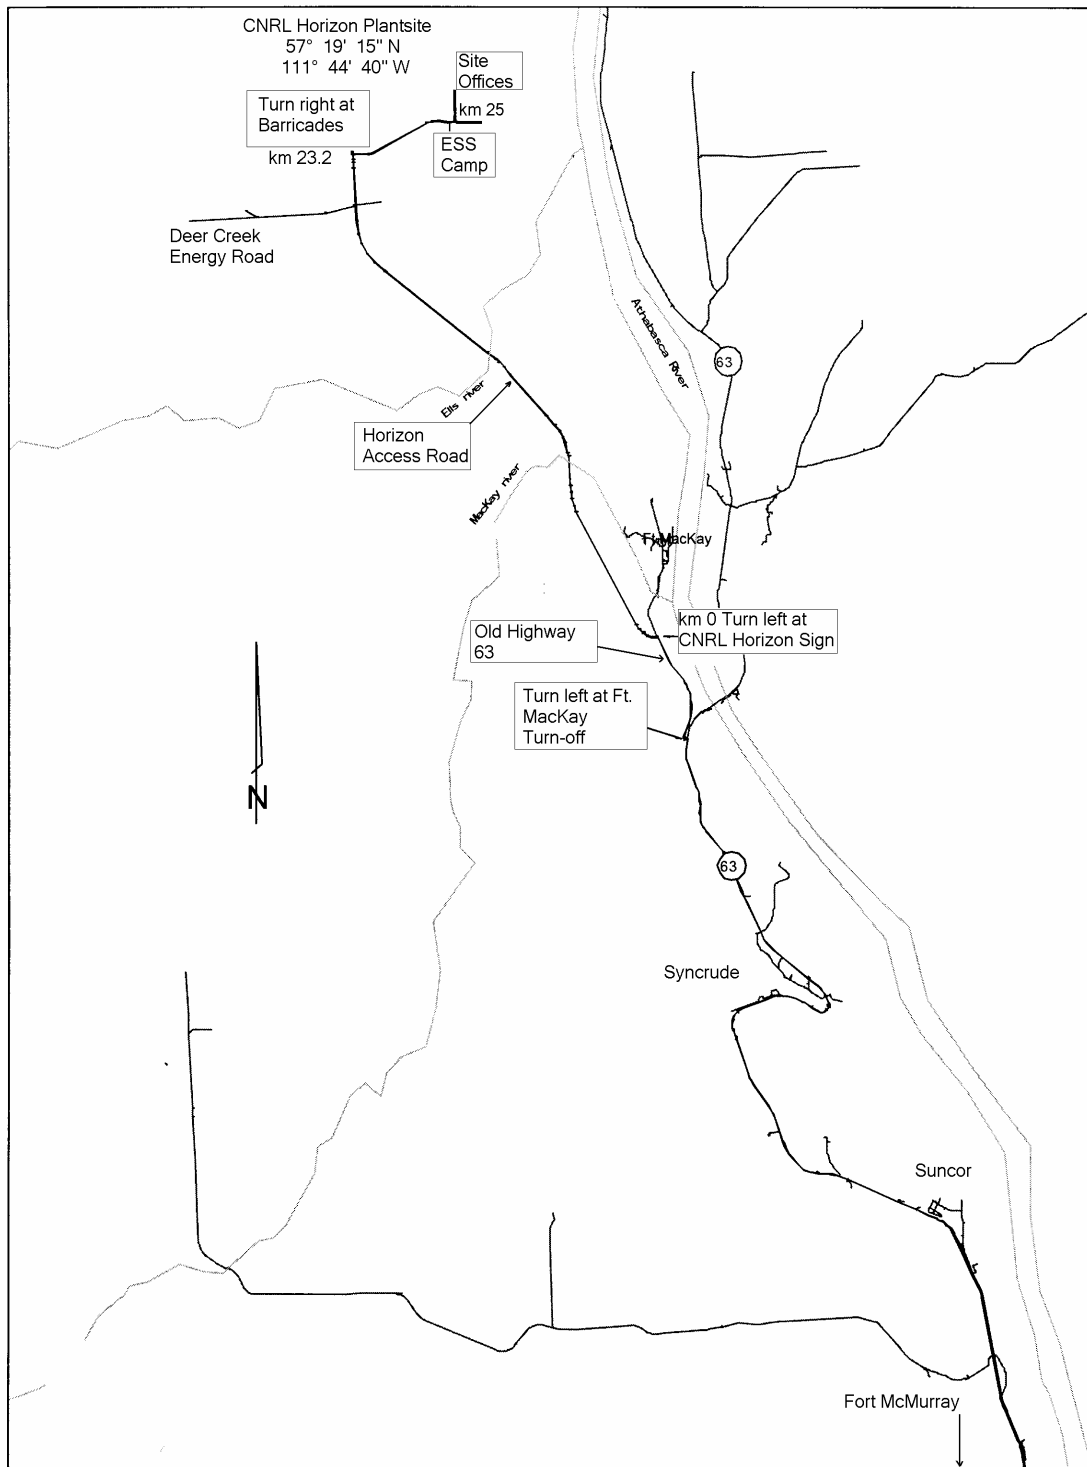 CNRL Horizon Plantsite
57° 19' 15" N
111° 44' 40" W
Site
Offices
Turn right at
Barricades
km 25
ESS
Camp
km 23.2
Deer Creek
Energy Road
Athabasca River
63
Ells river
Horizon
Access Road
MacKay river
Ft. MacKay
km 0 Turn left at
CNRL Horizon Sign
Old Highway
63
Turn left at Ft.
MacKay
Turn-off
N
63
Syncrude
Suncor
Fort McMurray